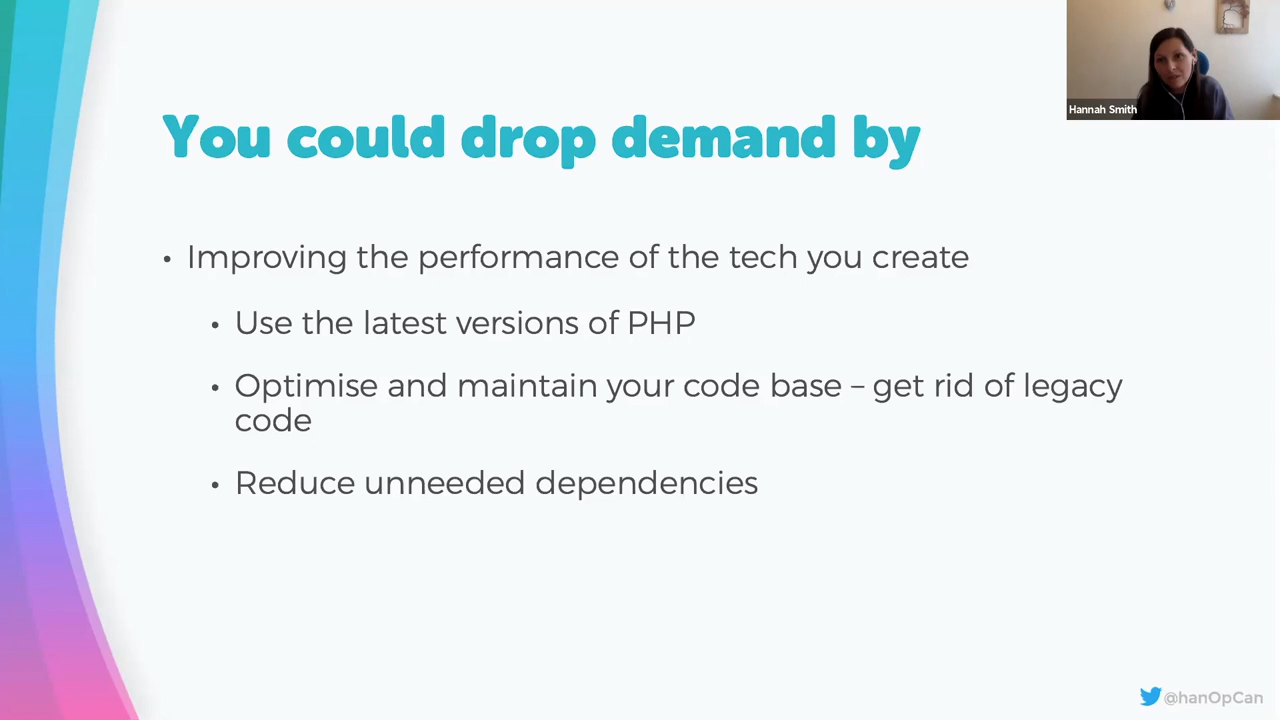 Hannah Smith
You could drop demand by
• Improving the performance of the tech you create
• Use the latest versions of PHP
• Optimise and maintain your code base – get rid of legacy
code
• Reduce unneeded dependencies
@hanOpCan